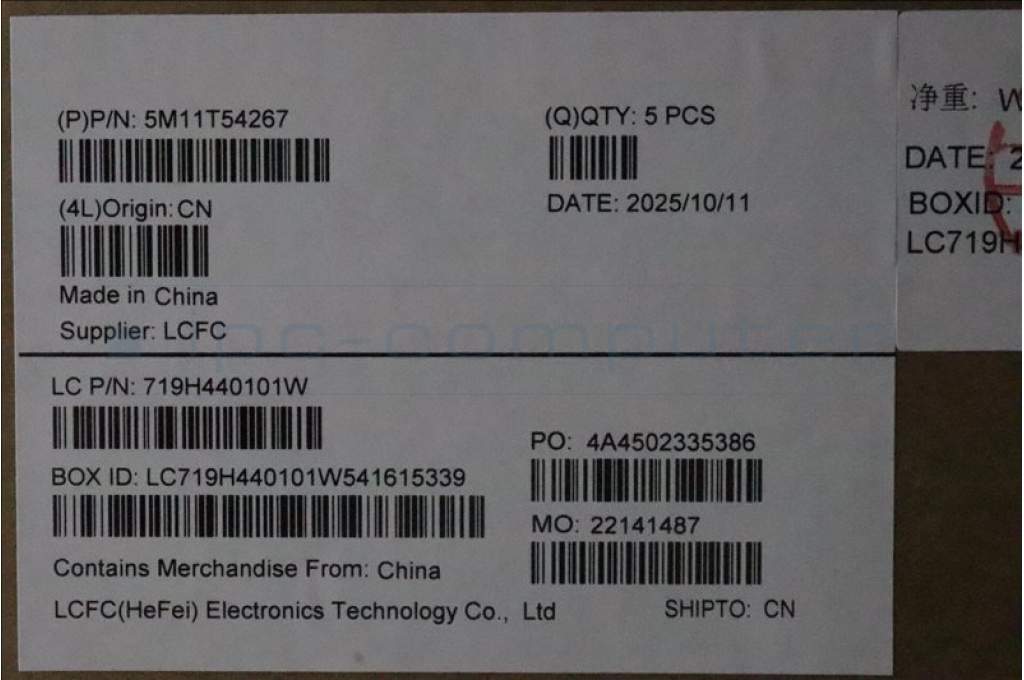 (P)P/N: 5M11T54267
(Q)QTY: 5 PCS
(4L)Origin: CN
DATE: 2025/10/11
Made in China
Supplier: LCFC
LC P/N: 719H440101W
PO: 4A4502335386
BOX ID: LC719H440101W541615339
MO: 22141487
Contains Merchandise From: China
LCFC(HeFei) Electronics Technology Co., Ltd
SHIPTO: CN
净重: W
DATE: 2
BOXID:
LC719H